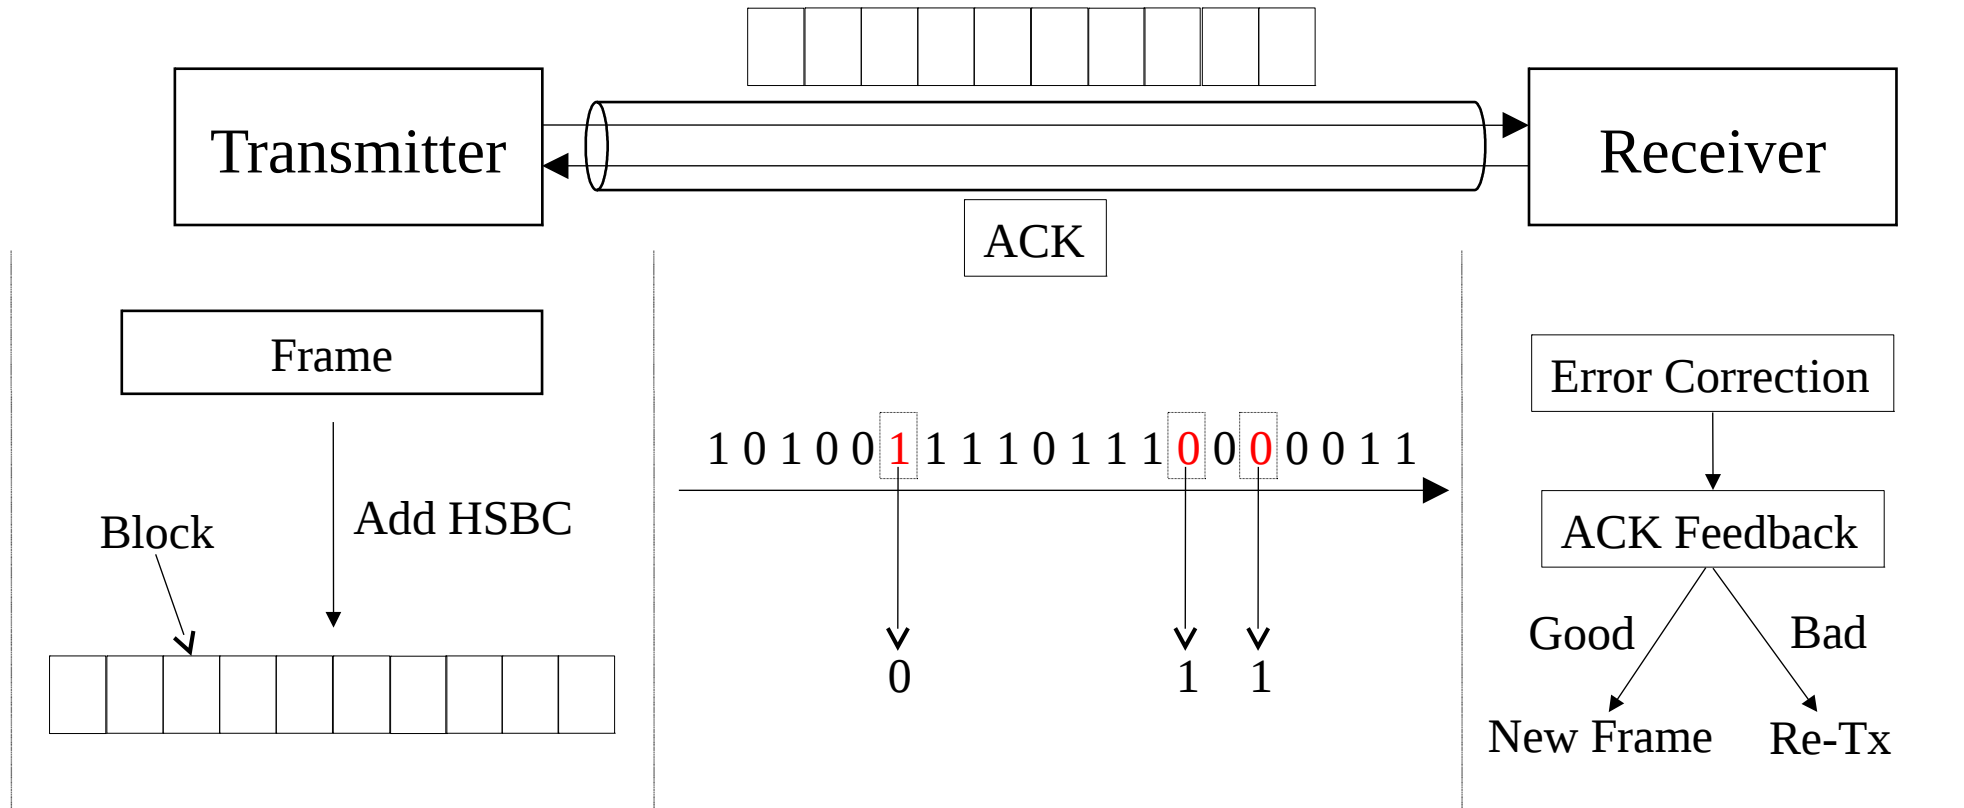 Transmitter
Receiver
ACK
Frame
Block
Add HSBC
1 0 1 0 0 1 1 1 1 0 1 1 1 0 0 0 0 0 1 1
0 1 1
Error Correction
ACK Feedback
Good
Bad
New Frame
Re-Tx